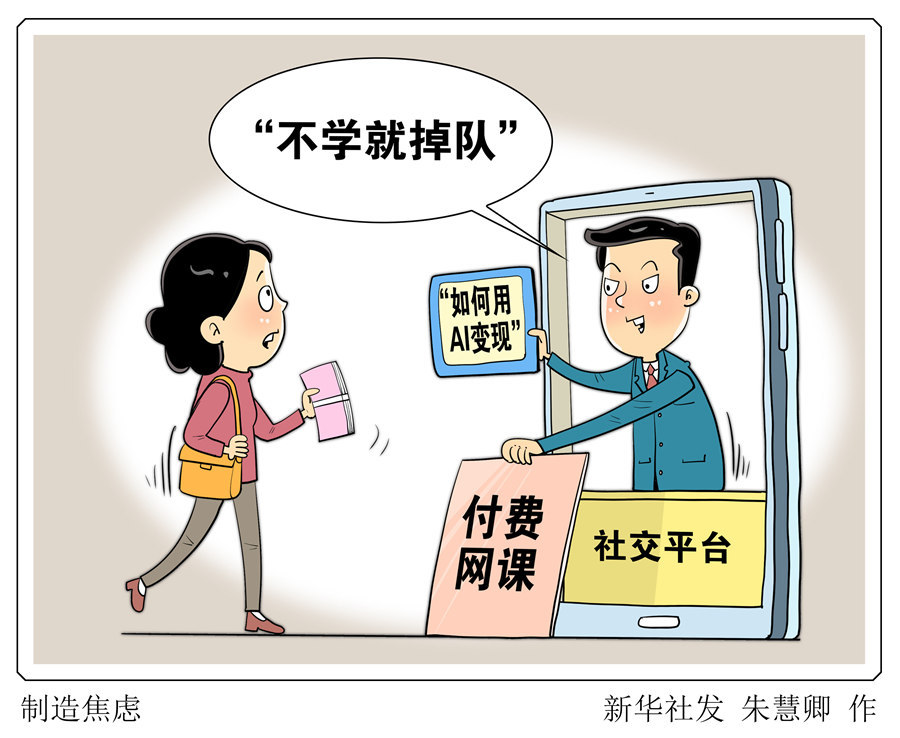 “不学就掉队”
“如何用
AI变现”
付费
网课
社交平台
制造焦虑
新华社发 朱慧卿 作